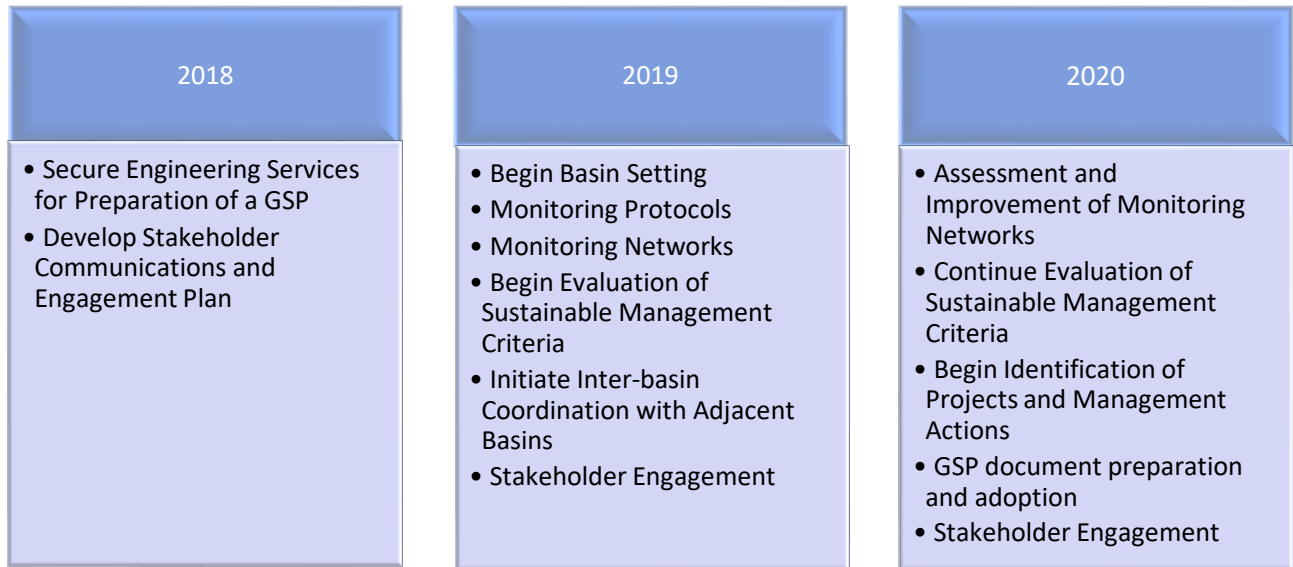 2018
• Secure Engineering Services
for Preparation of a GSP
• Develop Stakeholder
Communications and
Engagement Plan
2019
• Begin Basin Setting
• Monitoring Protocols
• Monitoring Networks
• Begin Evaluation of
Sustainable Management
Criteria
• Initiate Inter-basin
Coordination with Adjacent
Basins
• Stakeholder Engagement
2020
• Assessment and
Improvement of Monitoring
Networks
• Continue Evaluation of
Sustainable Management
Criteria
• Begin Identification of
Projects and Management
Actions
• GSP document preparation
and adoption
• Stakeholder Engagement